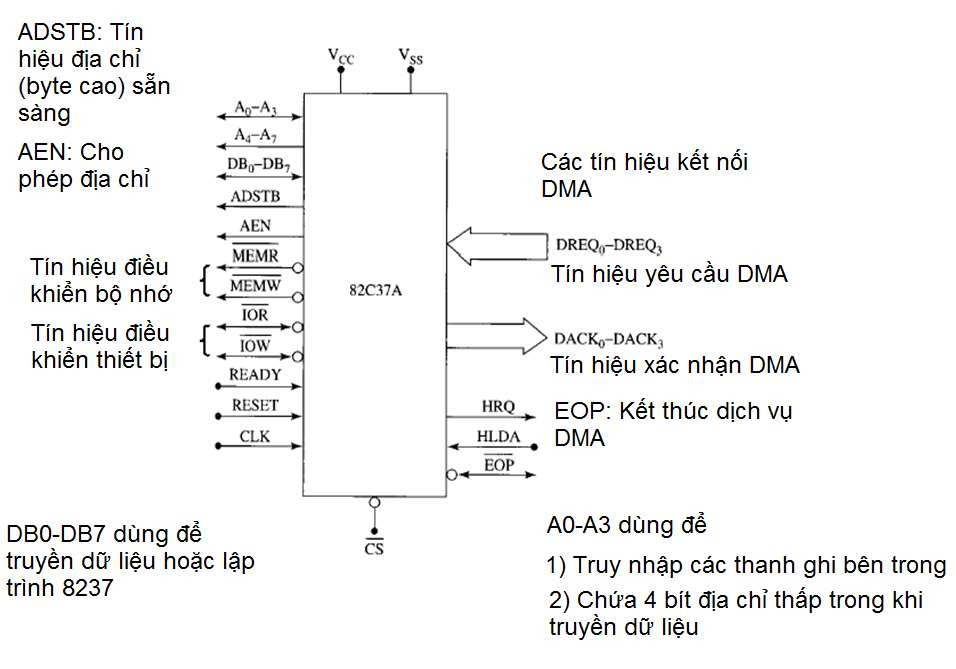 ADSTB: Tín
hiệu địa chỉ
(byte cao) sẵn
sàng
AEN: Cho
phép địa chỉ
Tín hiệu điều
khiển bộ nhớ
Tín hiệu điều
khiển thiết bị
VCC
VSS
A0–A3
A4–A7
DB0–DB7
ADSTB
AEN
MEMR
MEMW
IOR
IOW
READY
RESET
CLK
82C37A
CS
Các tín hiệu kết nối
DMA
DREQ0–DREQ3
Tín hiệu yêu cầu DMA
DACK0–DACK3
Tín hiệu xác nhận DMA
HRQ
HLDA
EOP
EOP: Kết thúc dịch vụ
DMA
DB0-DB7 dùng để
truyền dữ liệu hoặc lập
trình 8237
A0-A3 dùng để
1) Truy nhập các thanh ghi bên trong
2) Chứa 4 bít địa chỉ thấp trong khi
truyền dữ liệu